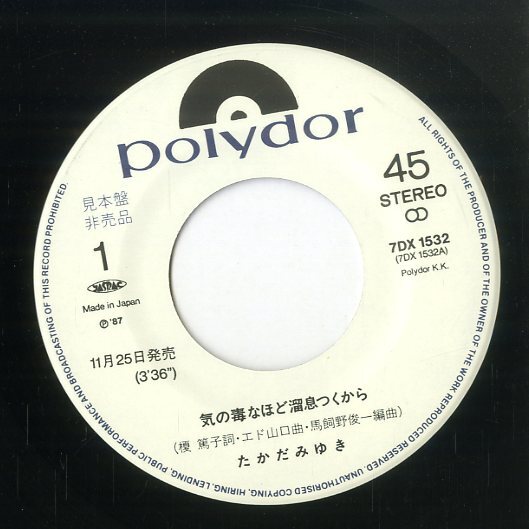 polydor
見本盤
非売品
1
JASRAC
Made in Japan
℗ '87
11月25日発売
(3'36")
45
STEREO
7DX 1532
(7DX 1532A)
Polydor K.K.
気の毒なほど溜息つくから
(榎 篤子詞・エド山口曲・馬飼野俊一編曲)
たかだみゆき
ALL RIGHTS OF THE PRODUCER AND OF THE OWNER OF THE WORK REPRODUCED RESERVED. UNAUTHORISED COPYING, HIRING, LENDING, PUBLIC PERFORMANCE AND BROADCASTING OF THIS RECORD PROHIBITED.